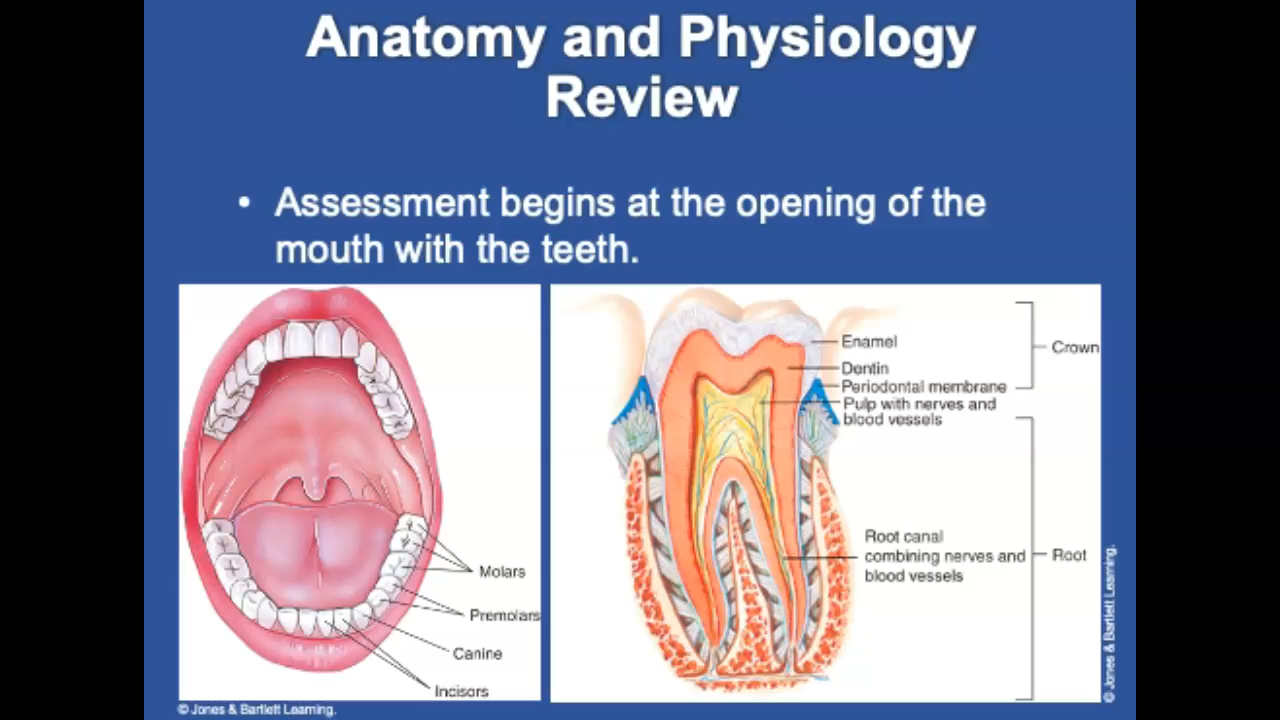 Anatomy and Physiology
Review
• Assessment begins at the opening of the
mouth with the teeth.
Molars
Premolars
Canine
Incisors
© Jones & Bartlett Learning.
Enamel
Dentin
Periodontal membrane
Pulp with nerves and
blood vessels
Crown
Root canal
combining nerves and
blood vessels
Root
© Jones & Bartlett Learning.